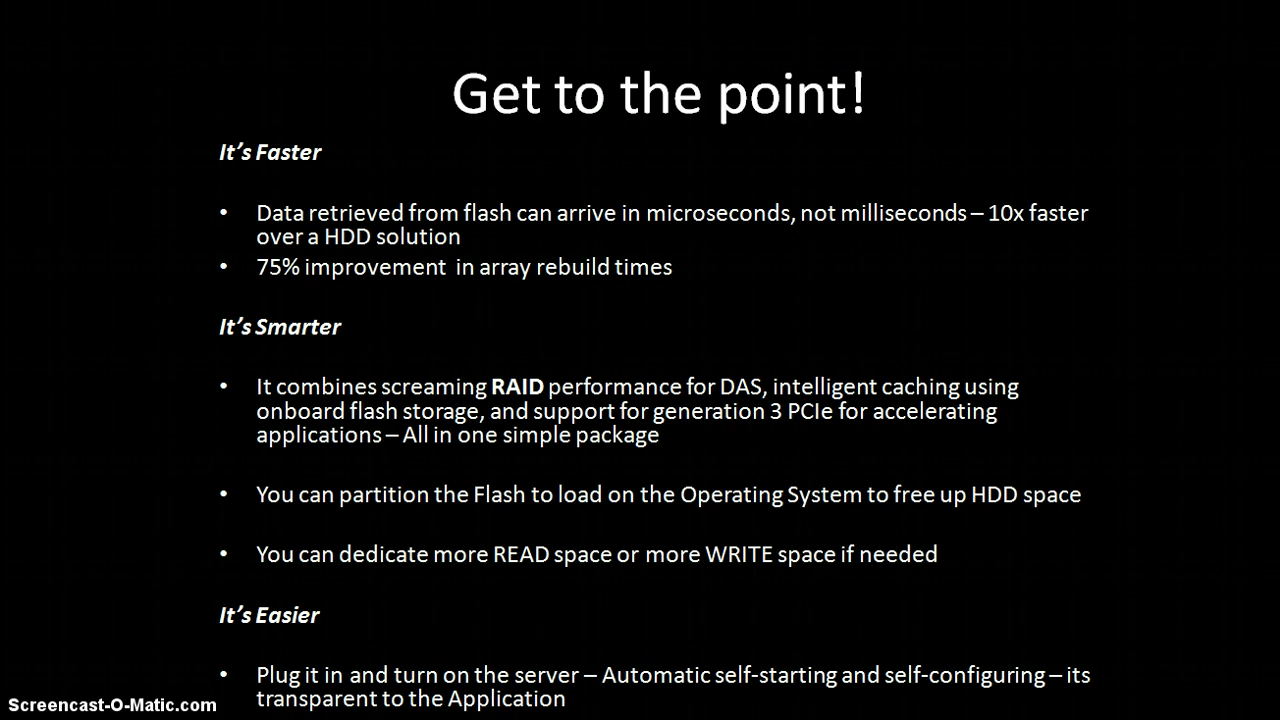 Get to the point!
It's Faster
• Data retrieved from flash can arrive in microseconds, not milliseconds – 10x faster
over a HDD solution
• 75% improvement in array rebuild times
It's Smarter
• It combines screaming RAID performance for DAS, intelligent caching using
onboard flash storage, and support for generation 3 PCIe for accelerating
applications – All in one simple package
• You can partition the Flash to load on the Operating System to free up HDD space
• You can dedicate more READ space or more WRITE space if needed
It's Easier
• Plug it in and turn on the server – Automatic self-starting and self-configuring – its
transparent to the Application
Screencast-O-Matic.com